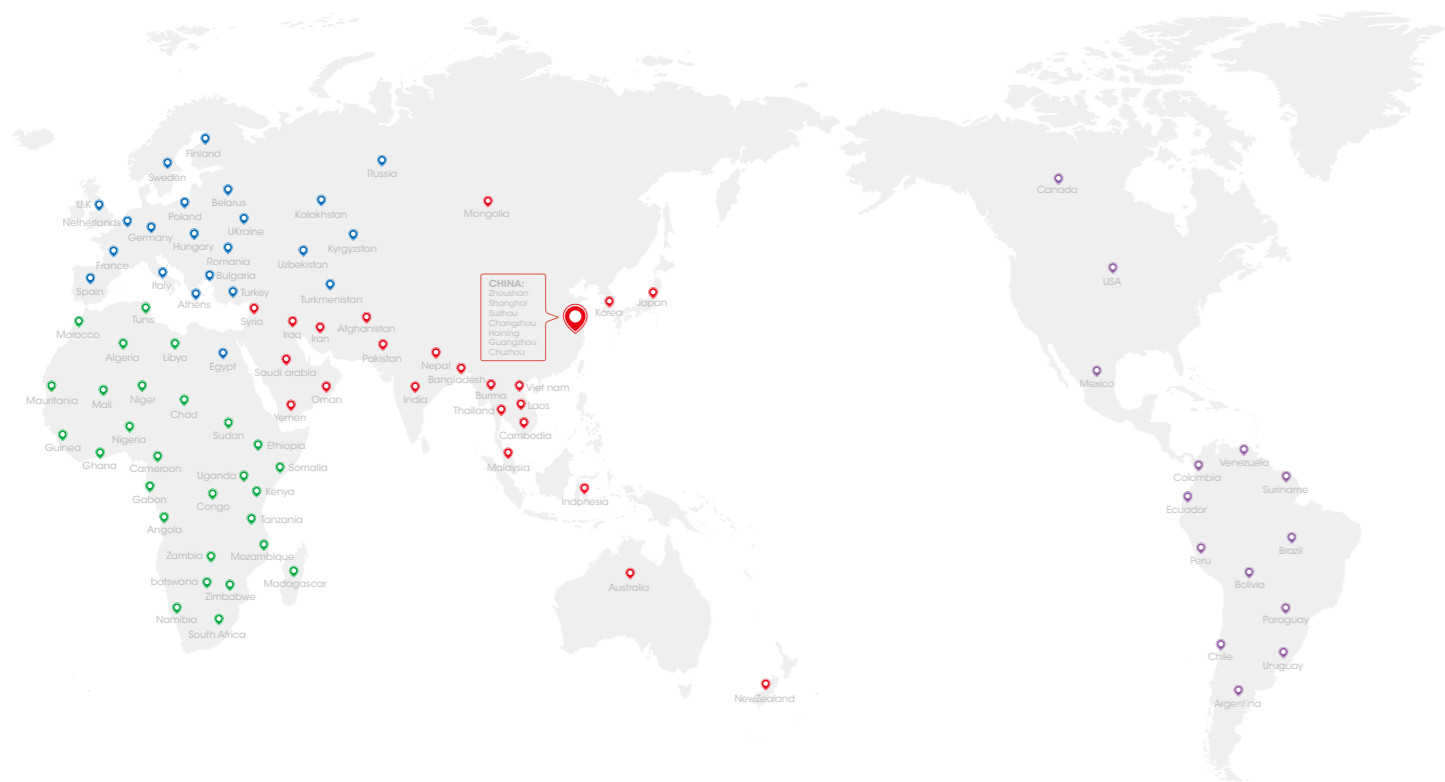 Finland
Sweden
Russia
Canada
U.K
Belarus
Kalakhstan
Mongolia
Netherlands
Poland
UKraine
Germany
Hungary
Kyrgyzstan
France
Romania
Uzbekistan
Spain
Italy
Bulgaria
USA
Athens
Turkey
Turkmenistan
CHINA:
Zhoushan
Shanghai
Suzhou
Changzhou
Haining
Guangzhou
Chuzhou
Korea
Japan
Morocco
Tunis
Syria
Iraq
Iran
Afghanistan
Algeria
Libya
Egypt
Saudi arabia
Pakistan
Nepal
Bangladesh
Mauritania
Mali
Niger
Chad
Oman
India
Burma
Viet nam
Mexico
Yemen
Thailand
Laos
Guinea
Nigeria
Sudan
Ethiopia
Cambodia
Ghana
Cameroon
Somalia
Malaysia
Colombia
Venezuela
Uganda
Gabon
Congo
Kenya
Indonesia
Ecuador
Suriname
Angola
Tanzania
Zambia
Mozambique
Peru
Brazil
botswana
Zimbabwe
Madagascar
Australia
Bolivia
Namibia
South Africa
Paraguay
Chile
Uruguay
NewZealand
Argentina